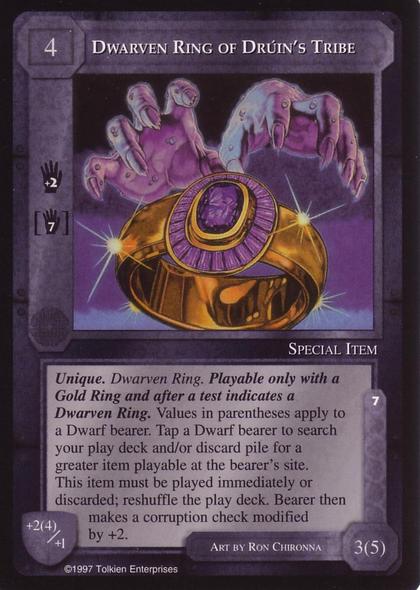 4
DWARVEN RING OF DRÚIN'S TRIBE
+2
[7]
SPECIAL ITEM
Unique. Dwarven Ring. Playable only with a
Gold Ring and after a test indicates a
Dwarven Ring. Values in parentheses apply to
a Dwarf bearer. Tap a Dwarf bearer to search
your play deck and/or discard pile for a
greater item playable at the bearer's site.
This item must be played immediately or
discarded; reshuffle the play deck. Bearer then
makes a corruption check modified
by +2.
7
+2(4)/+1
ART BY RON CHIRONNA
3(5)
©1997 Tolkien Enterprises